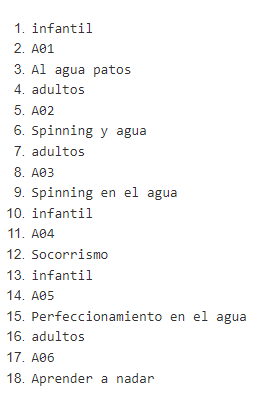 1. infantil
2. A01
3. Al agua patos
4. adultos
5. A02
6. Spinning y agua
7. adultos
8. A03
9. Spinning en el agua
10. infantil
11. A04
12. Socorrismo
13. infantil
14. A05
15. Perfeccionamiento en el agua
16. adultos
17. A06
18. Aprender a nadar